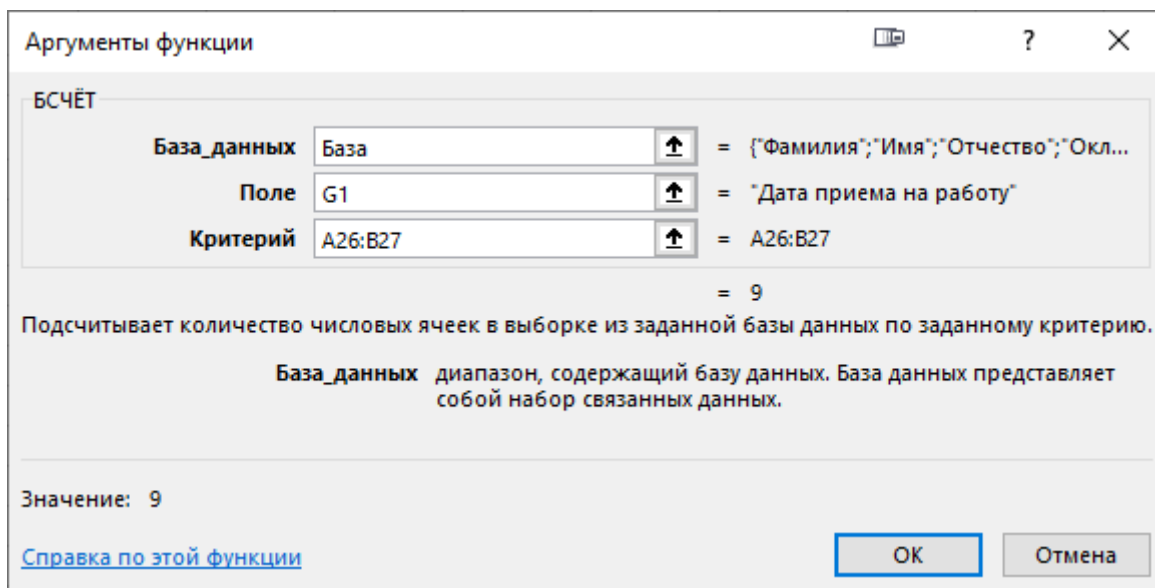 Аргументы функции ?
БСЧЁТ
База_данных База = {"Фамилия";"Имя";"Отчество";"Окл...
Поле G1 = "Дата приема на работу"
Критерий A26:B27 = A26:B27
= 9
Подсчитывает количество числовых ячеек в выборке из заданной базы данных по заданному критерию.
База_данных диапазон, содержащий базу данных. База данных представляет
собой набор связанных данных.
Значение: 9
Справка по этой функции ОК Отмена